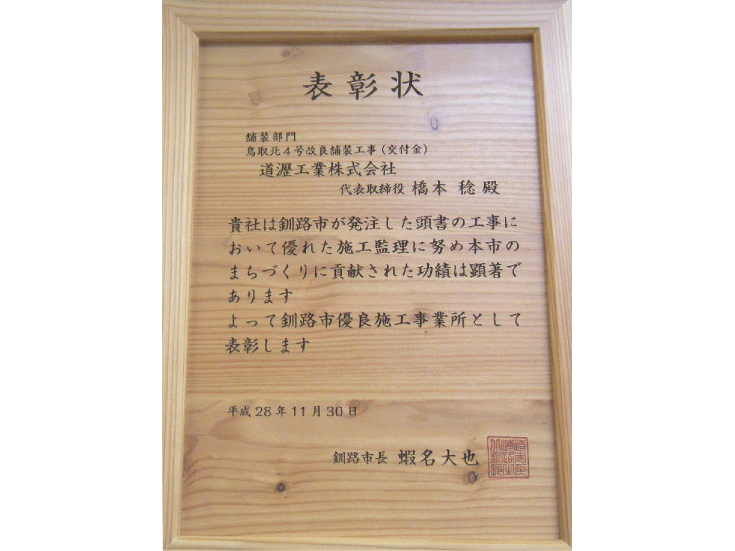 表彰状
舗装部門
鳥取北4号改良舗装工事(交付金)
道瀝工業株式会社
代表取締役 橋本 稔 殿
貴社は釧路市が発注した頭書の工事に
おいて優れた施工監理に努め本市の
まちづくりに貢献された功績は顕著で
あります
よって釧路市優良施工事業所として
表彰します
平成28年11月30日
釧路市長 蝦名大也